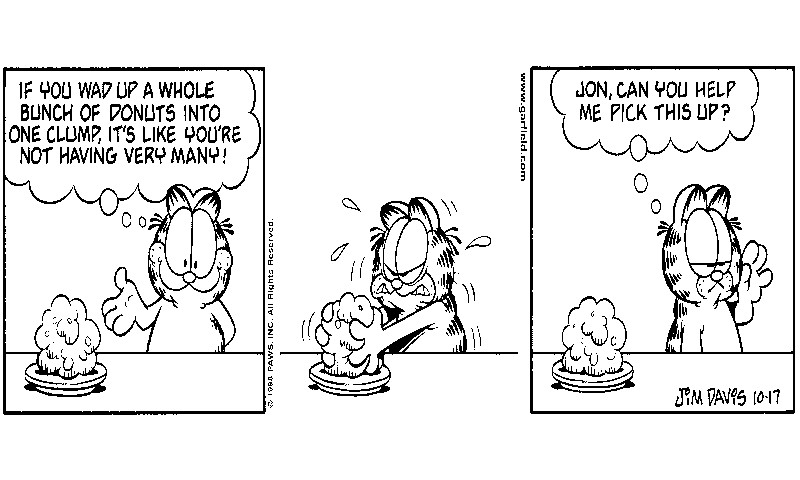 IF YOU WAD UP A WHOLE
BUNCH OF DONUTS INTO
ONE CLUMP, IT'S LIKE YOU'RE
NOT HAVING VERY MANY!
© 1998 PAWS, INC. All Rights Reserved.
www.garfield.com
JON, CAN YOU HELP
ME PICK THIS UP?
JIM DAVIS 10-17